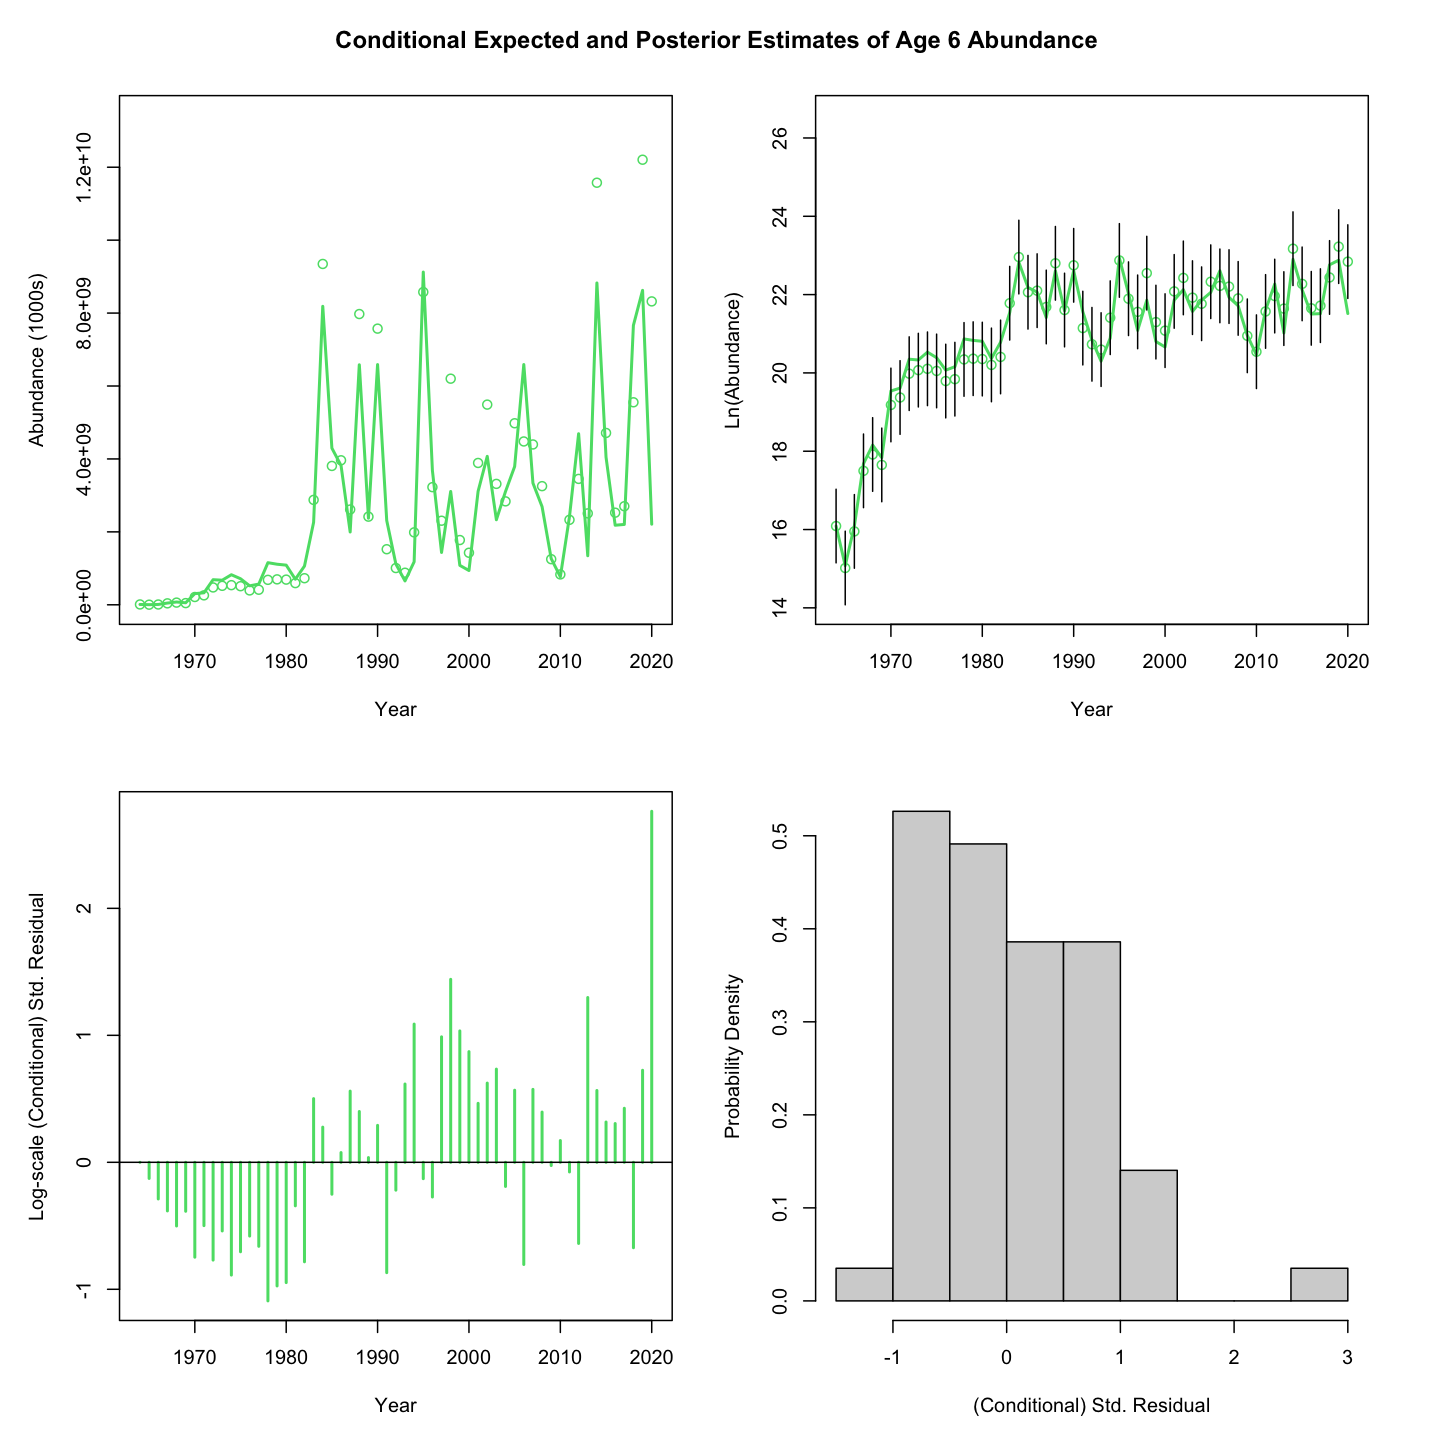 Conditional Expected and Posterior Estimates of Age 6 Abundance
Abundance (1000s)
1.2e+10
8.0e+09
4.0e+09
0.0e+00
1970 1980 1990 2000 2010 2020
Year
Ln(Abundance)
26
24
22
20
18
16
14
1970 1980 1990 2000 2010 2020
Year
Log-scale (Conditional) Std. Residual
2
1
0
-1
1970 1980 1990 2000 2010 2020
Year
Probability Density
0.5
0.4
0.3
0.2
0.1
0.0
-1 0 1 2 3
(Conditional) Std. Residual